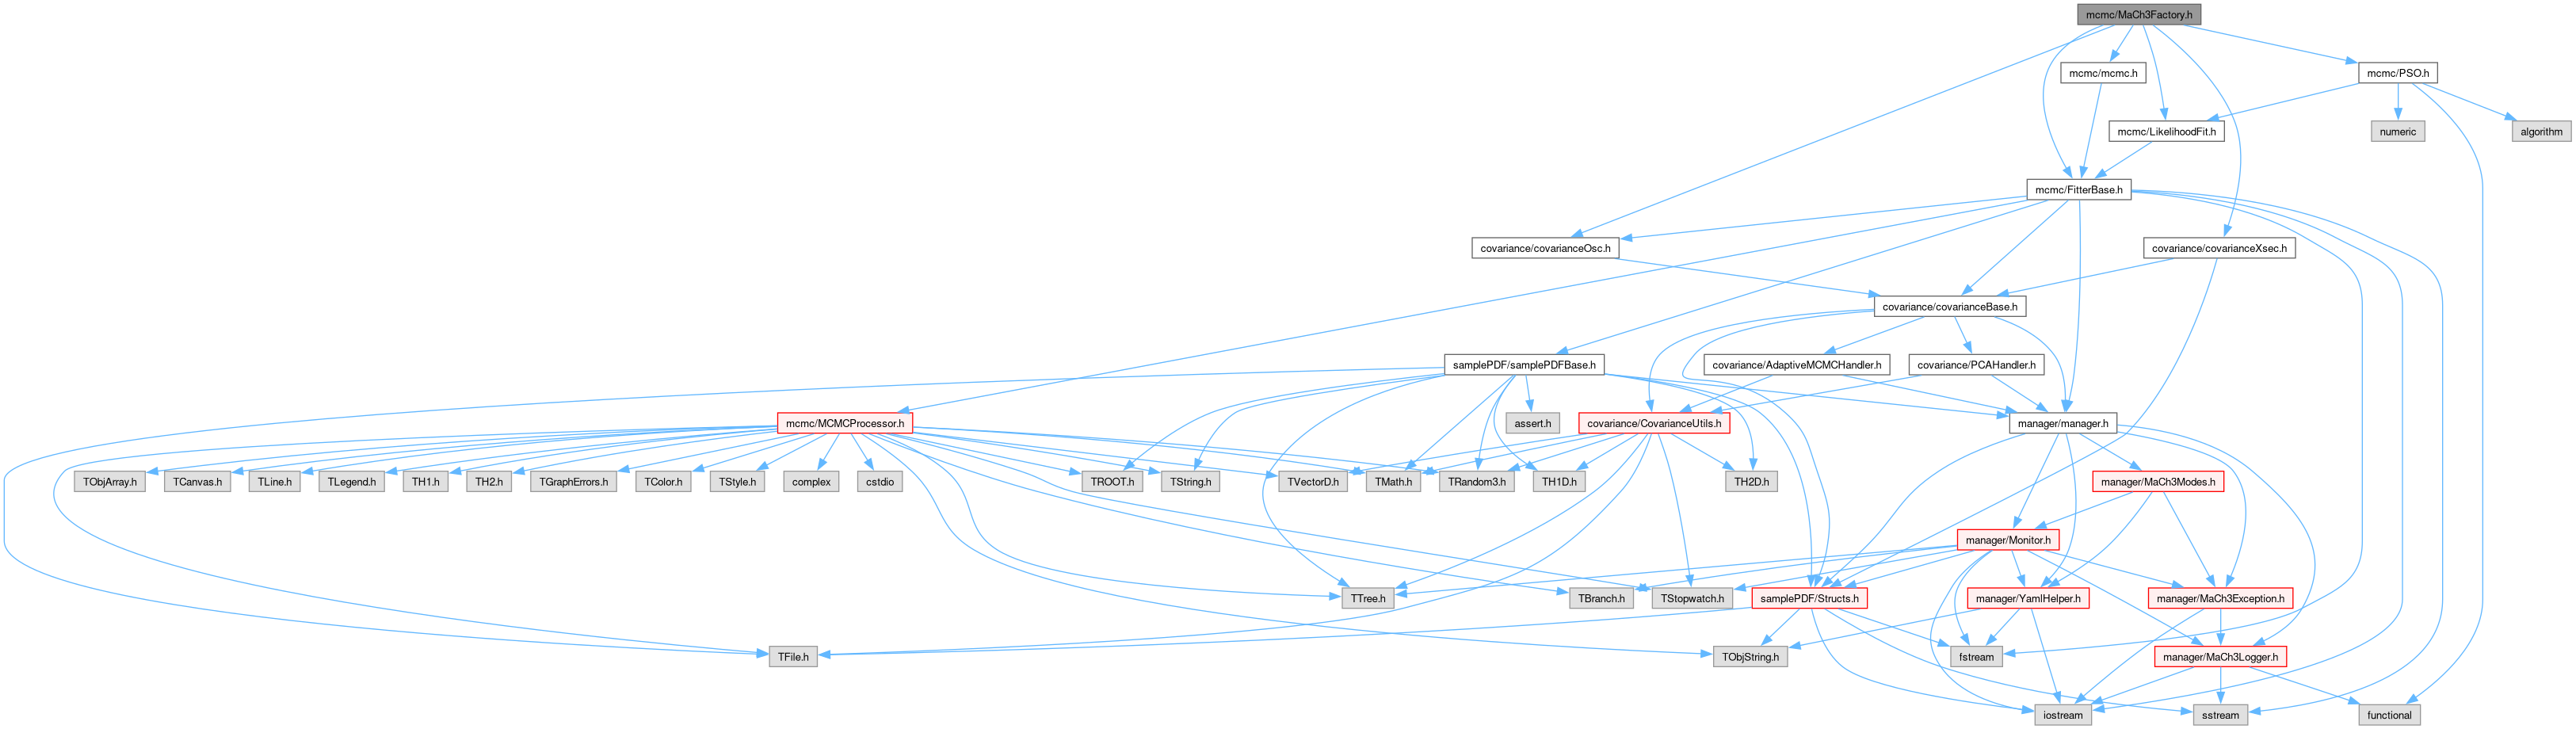 mcmc/MaCh3Factory.h
mcmc/mcmc.h
mcmc/PSO.h
mcmc/LikelihoodFit.h
numeric
algorithm
mcmc/FitterBase.h
covariance/covarianceOsc.h
covariance/covarianceXsec.h
covariance/covarianceBase.h
samplePDF/samplePDFBase.h
covariance/AdaptiveMCMCHandler.h
covariance/PCAHandler.h
mcmc/MCMCProcessor.h
assert.h
covariance/CovarianceUtils.h
manager/manager.h
TObjArray.h
TCanvas.h
TLine.h
TLegend.h
TH1.h
TH2.h
TGraphErrors.h
TColor.h
TStyle.h
complex
cstdio
TROOT.h
TString.h
TVectorD.h
TMath.h
TRandom3.h
TH1D.h
TH2D.h
manager/MaCh3Modes.h
manager/Monitor.h
TTree.h
TBranch.h
TStopwatch.h
samplePDF/Structs.h
manager/YamlHelper.h
manager/MaCh3Exception.h
TFile.h
TObjString.h
fstream
manager/MaCh3Logger.h
iostream
sstream
functional